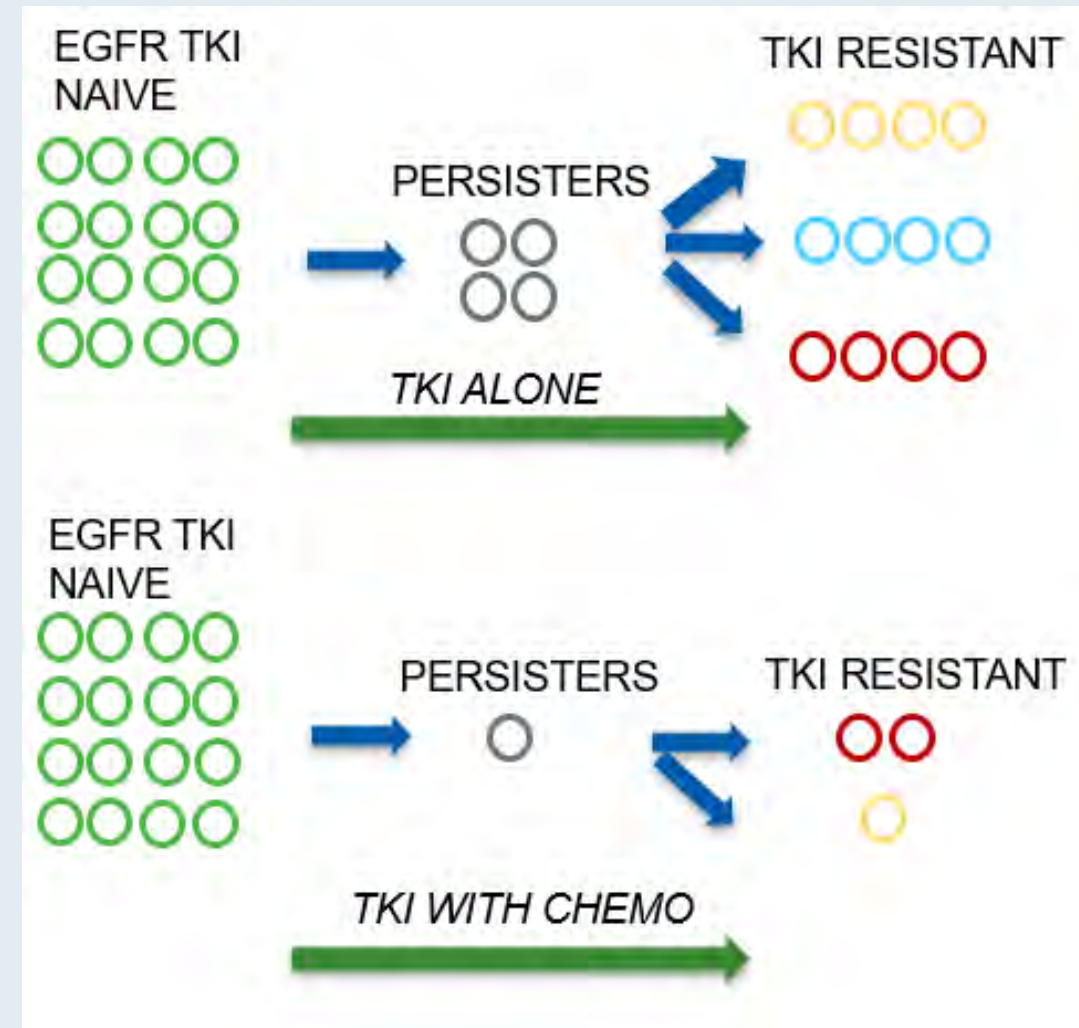 EGFR TKI
NAIVE
TKI RESISTANT
PERSISTERS
TKI ALONE
EGFR TKI
NAIVE
PERSISTERS
TKI RESISTANT
TKI WITH CHEMO